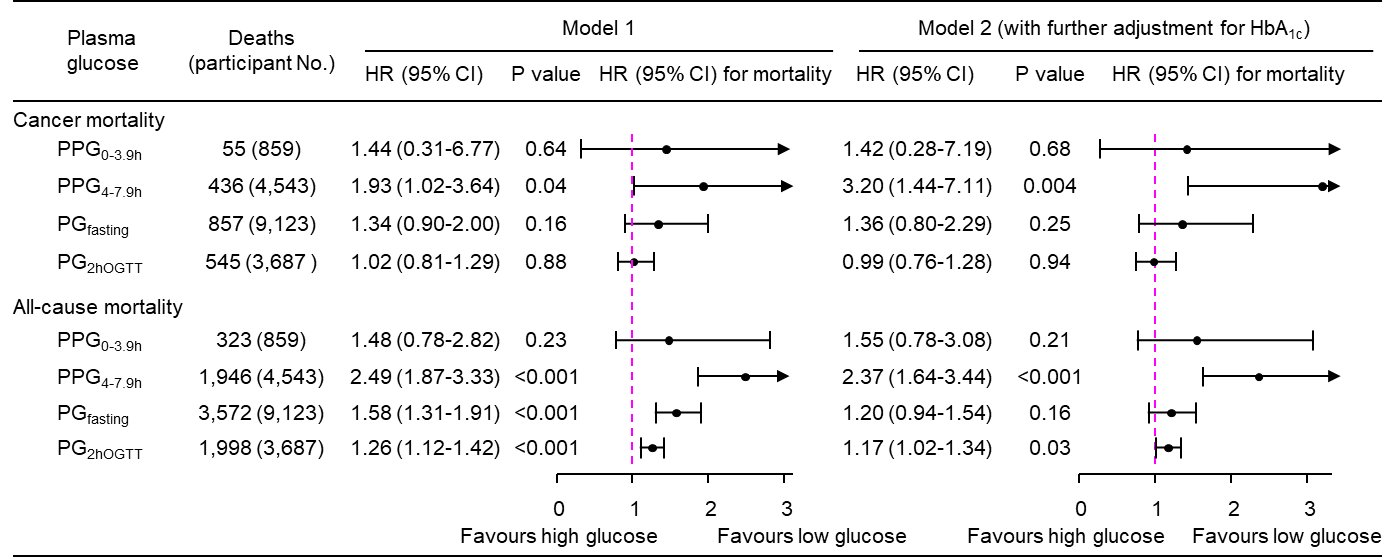 Model 1 Model 2 (with further adjustment for HbA1c)
Plasma glucose Deaths (participant No.) HR (95% CI) P value HR (95% CI) for mortality HR (95% CI) P value HR (95% CI) for mortality
Cancer mortality
PPG0-3.9h 55 (859) 1.44 (0.31-6.77) 0.64 1.42 (0.28-7.19) 0.68
PPG4-7.9h 436 (4,543) 1.93 (1.02-3.64) 0.04 3.20 (1.44-7.11) 0.004
PGfasting 857 (9,123) 1.34 (0.90-2.00) 0.16 1.36 (0.80-2.29) 0.25
PG2hOGTT 545 (3,687 ) 1.02 (0.81-1.29) 0.88 0.99 (0.76-1.28) 0.94
All-cause mortality
PPG0-3.9h 323 (859) 1.48 (0.78-2.82) 0.23 1.55 (0.78-3.08) 0.21
PPG4-7.9h 1,946 (4,543) 2.49 (1.87-3.33) <0.001 2.37 (1.64-3.44) <0.001
PGfasting 3,572 (9,123) 1.58 (1.31-1.91) <0.001 1.20 (0.94-1.54) 0.16
PG2hOGTT 1,998 (3,687) 1.26 (1.12-1.42) <0.001 1.17 (1.02-1.34) 0.03
0 1 2 3 0 1 2 3
Favours high glucose Favours low glucose Favours high glucose Favours low glucose